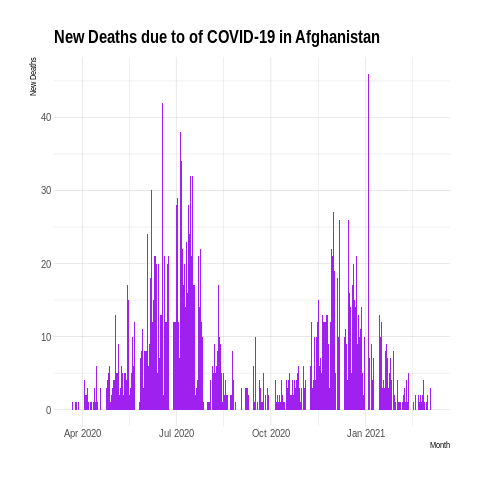 New Deaths due to of COVID-19 in Afghanistan
New Deaths
40
30
20
10
0
Apr 2020 Jul 2020 Oct 2020 Jan 2021
Month